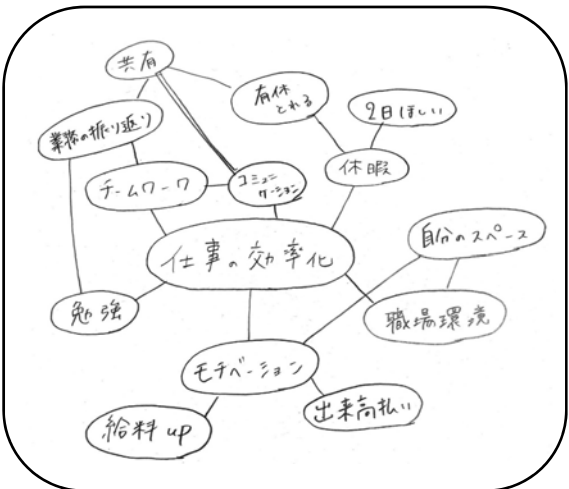 共有
有休
とれる
2日ほしい
業務の振り返り
チームワーク
コミュニ
ケーション
休暇
自分のスペース
仕事の効率化
勉強
職場環境
モチベーション
給料up
出来高払い